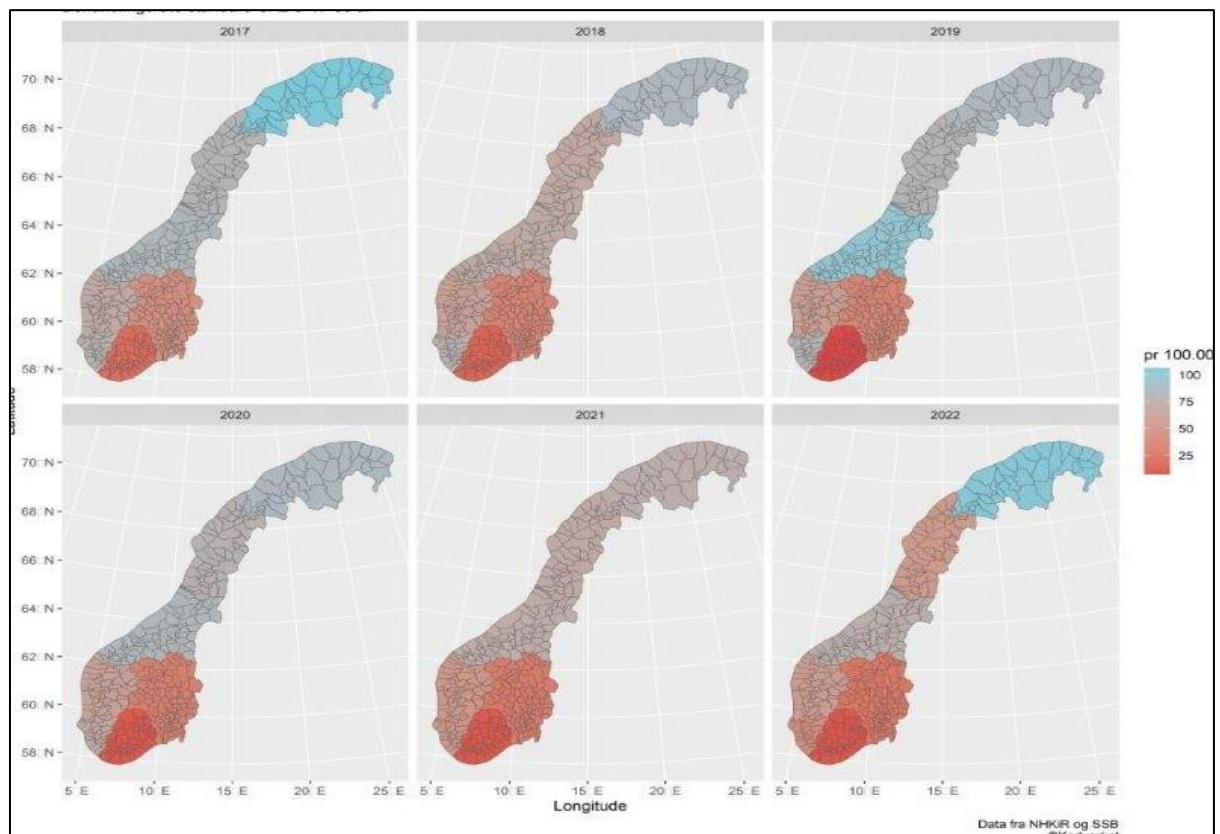 2017
2018
2019
70° N
68° N
66° N
64° N
62° N
60° N
58° N
2020
2021
2022
70° N
68° N
66° N
64° N
62° N
60° N
58° N
5° E
10° E
15° E
20° E
25° E
5° E
10° E
15° E
20° E
25° E
5° E
10° E
15° E
20° E
25° E
Longitude
pr 100.00
100
75
50
25
Data fra NHKiR og SSB